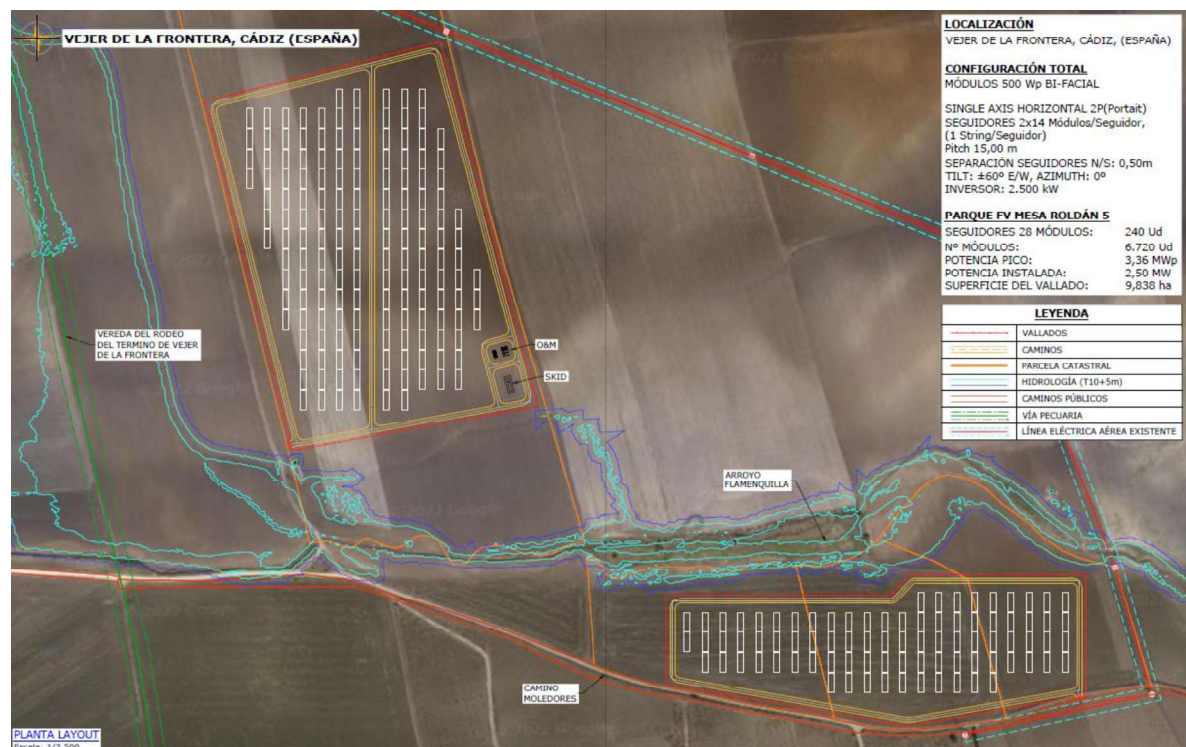 VEJER DE LA FRONTERA, CÁDIZ (ESPAÑA)
LOCALIZACIÓN
VEJER DE LA FRONTERA, CÁDIZ, (ESPAÑA)
CONFIGURACIÓN TOTAL
MÓDULOS 500 Wp BI-FACIAL
SINGLE AXIS HORIZONTAL 2P(Portait)
SEGUIDORES 2x14 Módulos/Seguidor,
(1 String/Seguidor)
Pitch 15,00 m
SEPARACIÓN SEGUIDORES N/S: 0,50m
TILT: ±60º E/W, AZIMUTH: 0º
INVERSOR: 2.500 kW
PARQUE FV MESA ROLDÁN 5
SEGUIDORES 28 MÓDULOS: 240 Ud
Nº MÓDULOS: 6.720 Ud
POTENCIA PICO: 3,36 MWp
POTENCIA INSTALADA: 2,50 MW
SUPERFICIE DEL VALLADO: 9,838 ha
LEYENDA
VALLADOS
CAMINOS
PARCELA CATASTRAL
HIDROLOGÍA (T10+5m)
CAMINOS PÚBLICOS
VÍA PECUARIA
LÍNEA ELÉCTRICA AÉREA EXISTENTE
VEREDA DEL RODEO
DEL TERMINO DE VEJER
DE LA FRONTERA
O&M
SKID
ARROYO
FLAMENQUILLA
CAMINO
MOLEDORES
PLANTA LAYOUT
Escala: 1/2.500